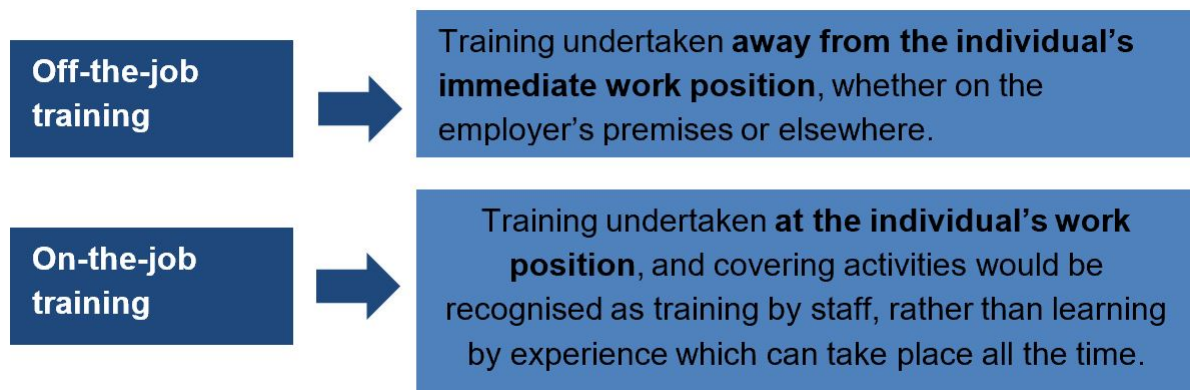 Off-the-job
training
Training undertaken away from the individual’s
immediate work position, whether on the
employer’s premises or elsewhere.
On-the-job
training
Training undertaken at the individual’s work
position, and covering activities would be
recognised as training by staff, rather than learning
by experience which can take place all the time.